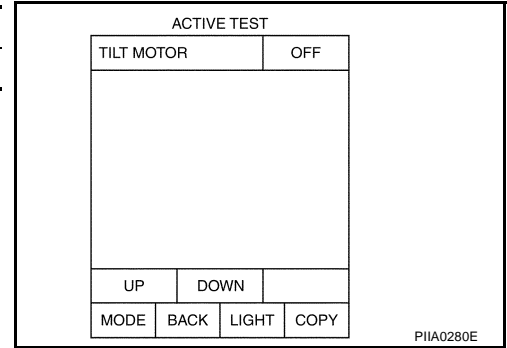 ACTIVE TEST
TILT MOTOR OFF
UP DOWN
MODE BACK LIGHT COPY
PIIA0280E